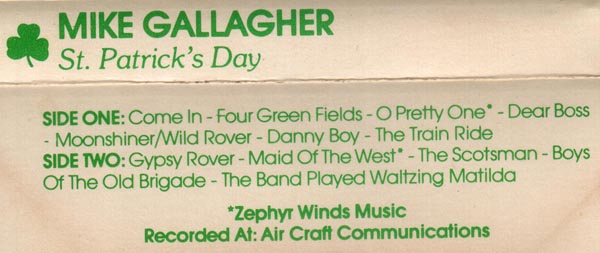 MIKE GALLAGHER
St. Patrick's Day
SIDE ONE: Come In - Four Green Fields - O Pretty One* - Dear Boss
- Moonshiner/Wild Rover - Danny Boy - The Train Ride
SIDE TWO: Gypsy Rover - Maid Of The West* - The Scotsman - Boys
Of The Old Brigade - The Band Played Waltzing Matilda
*Zephyr Winds Music
Recorded At: Air Craft Communications